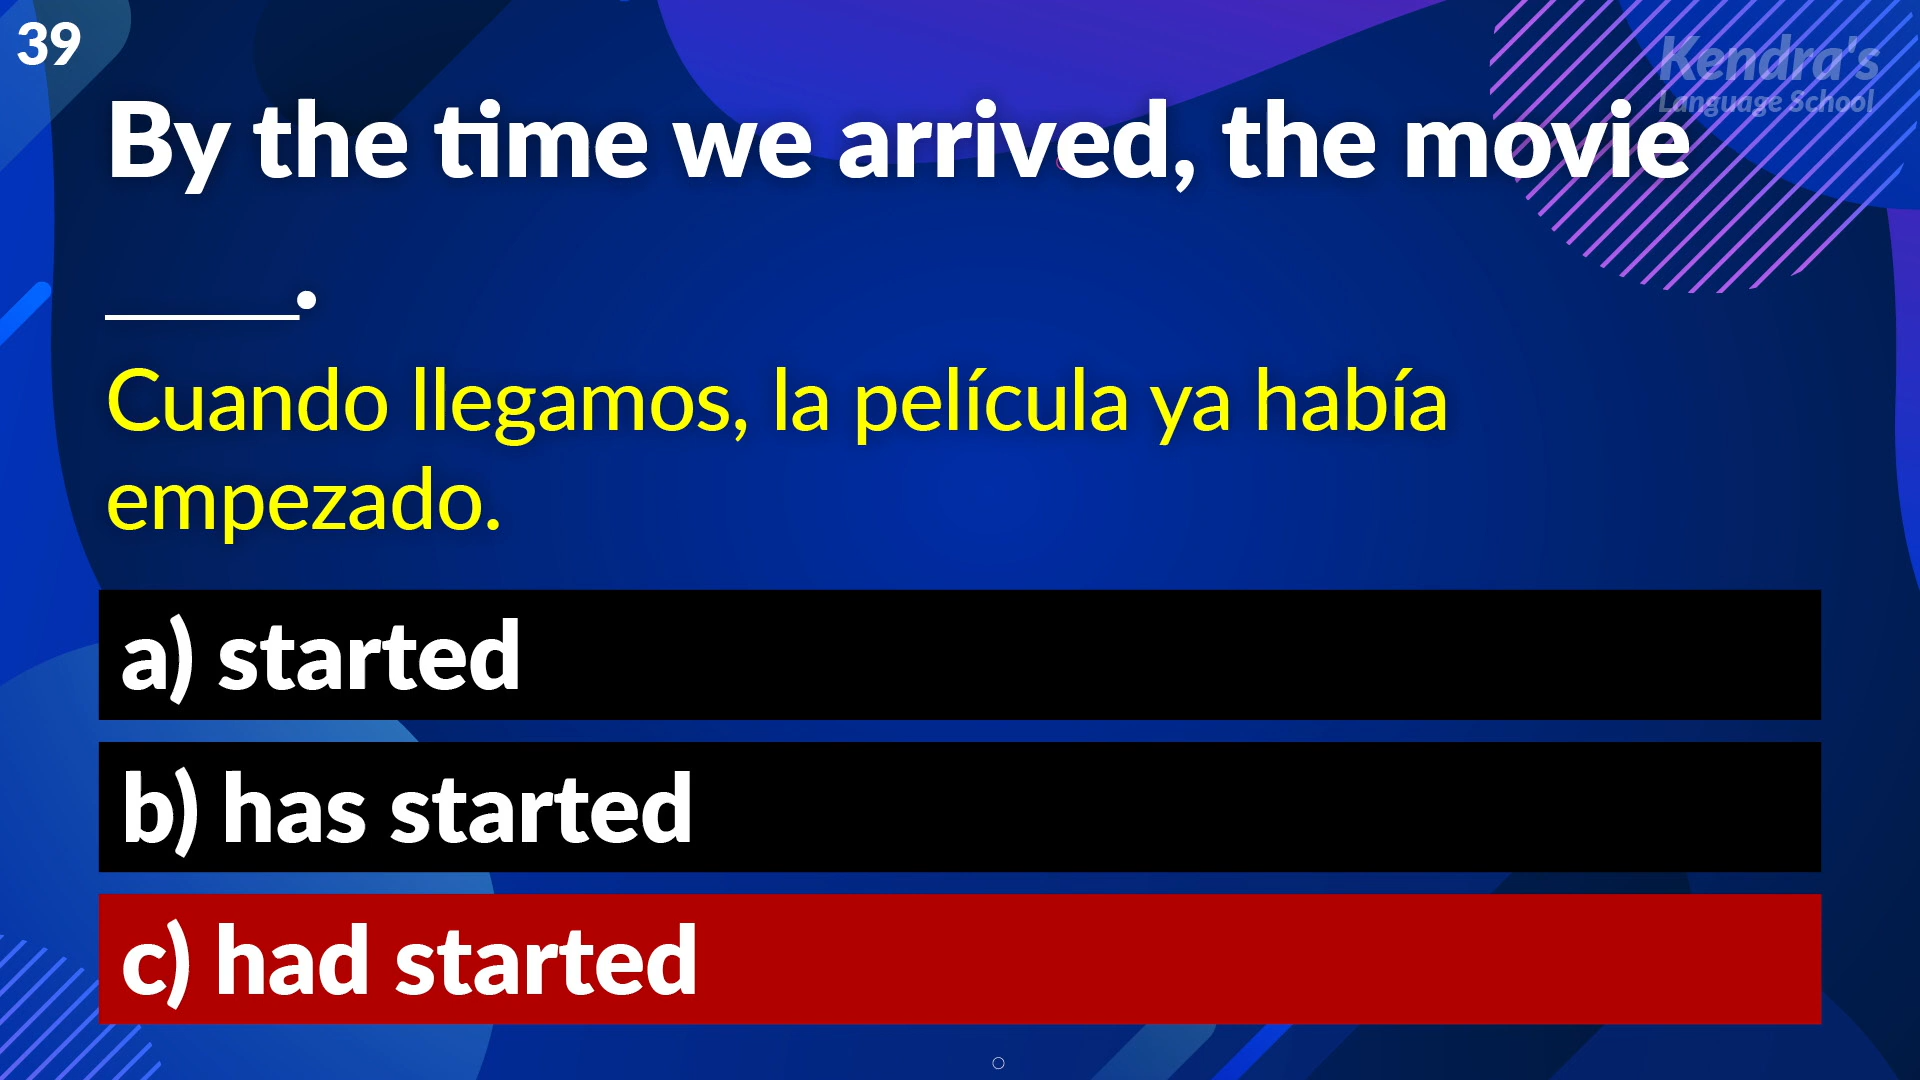 39
Kendra's
Language School
By the time we arrived, the movie
_____.
Cuando llegamos, la película ya había
empezado.
a) started
b) has started
c) had started